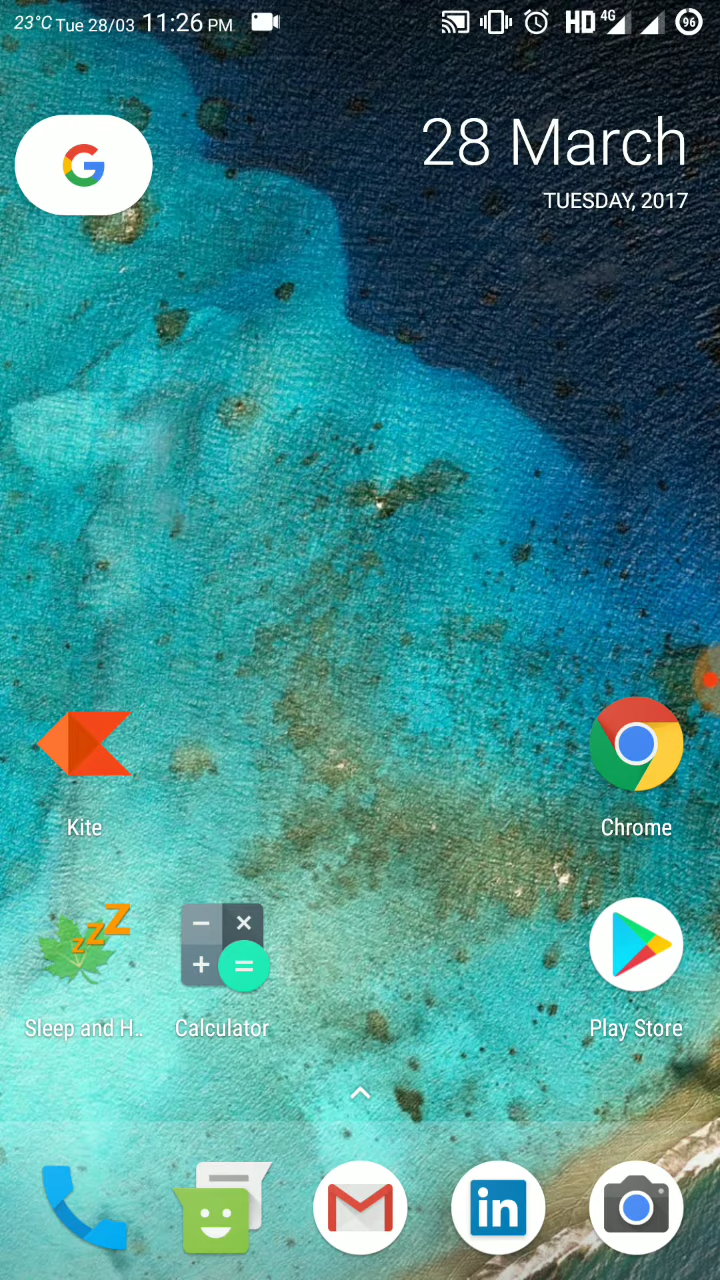 23°C Tue 28/03 11:26 PM HD 4G 96
28 March
TUESDAY, 2017
Kite
Chrome
Sleep and H..
Calculator
Play Store